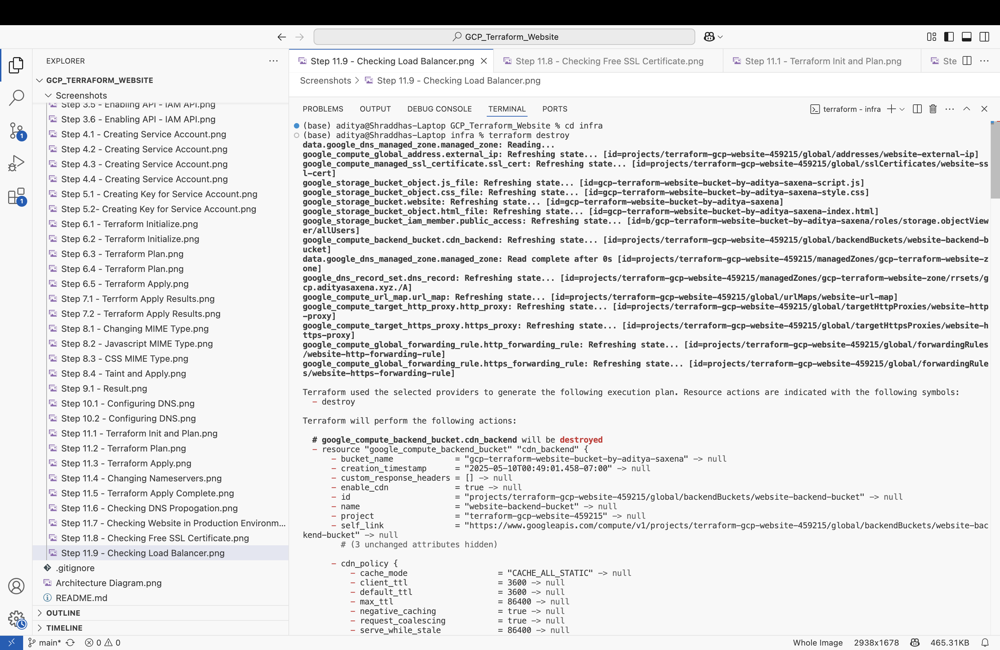 GCP_Terraform_Website
EXPLORER
GCP_TERRAFORM_WEBSITE
Screenshots
Step 3.5 - Enabling API - IAM API.png
Step 3.6 - Enabling API - IAM API.png
Step 4.1 - Creating Service Account.png
Step 4.2 - Creating Service Account.png
Step 4.3 - Creating Service Account.png
Step 4.4 - Creating Service Account.png
Step 5.1 - Creating Key for Service Account.png
Step 5.2- Creating Key for Service Account.png
Step 6.1 - Terraform Initialize.png
Step 6.2 - Terraform Initialize.png
Step 6.3 - Terraform Plan.png
Step 6.4 - Terraform Plan.png
Step 6.5 - Terraform Apply.png
Step 7.1 - Terrform Apply Results.png
Step 7.2 - Terraform Apply Results.png
Step 8.1 - Changing MIME Type.png
Step 8.2 - Javascript MIME Type.png
Step 8.3 - CSS MIME Type.png
Step 8.4 - Taint and Apply.png
Step 9.1 - Result.png
Step 10.1 - Configuring DNS.png
Step 10.2 - Configuring DNS.png
Step 11.1 - Terraform Init and Plan.png
Step 11.2 - Terraform Plan.png
Step 11.3 - Terraform Apply.png
Step 11.4 - Changing Nameservers.png
Step 11.5 - Terraform Apply Complete.png
Step 11.6 - Checking DNS Propogation.png
Step 11.7 - Checking Website in Production Environm...
Step 11.8 - Checking Free SSL Certificate.png
Step 11.9 - Checking Load Balancer.png
.gitignore
Architecture Diagram.png
README.md
OUTLINE
TIMELINE
1
1
Step 11.9 - Checking Load Balancer.png
Step 11.8 - Checking Free SSL Certificate.png
Step 11.1 - Terraform Init and Plan.png
Ste
Screenshots > Step 11.9 - Checking Load Balancer.png
PROBLEMS OUTPUT DEBUG CONSOLE TERMINAL PORTS
terraform - infra
(base) aditya@Shraddhas-Laptop GCP_Terraform_Website % cd infra
(base) aditya@Shraddhas-Laptop infra % terraform destroy
data.google_dns_managed_zone.managed_zone: Reading...
google_compute_global_address.external_ip: Refreshing state... [id=projects/terraform-gcp-website-459215/global/addresses/website-external-ip]
google_compute_managed_ssl_certificate.ssl_cert: Refreshing state... [id=projects/terraform-gcp-website-459215/global/sslCertificates/website-ss
l-cert]
google_storage_bucket_object.js_file: Refreshing state... [id=gcp-terraform-website-bucket-by-aditya-saxena-script.js]
google_storage_bucket_object.css_file: Refreshing state... [id=gcp-terraform-website-bucket-by-aditya-saxena-style.css]
google_storage_bucket.website: Refreshing state... [id=gcp-terraform-website-bucket-by-aditya-saxena]
google_storage_bucket_object.html_file: Refreshing state... [id=gcp-terraform-website-bucket-by-aditya-saxena-index.html]
google_storage_bucket_iam_member.public_access: Refreshing state... [id=b/gcp-terraform-website-bucket-by-aditya-saxena/roles/storage.objectView
er/allUsers]
google_compute_backend_bucket.cdn_backend: Refreshing state... [id=projects/terraform-gcp-website-459215/global/backendBuckets/website-backend-b
ucket]
data.google_dns_managed_zone.managed_zone: Read complete after 0s [id=projects/terraform-gcp-website-459215/managedZones/gcp-terraform-website-z
one]
google_dns_record_set.dns_record: Refreshing state... [id=projects/terraform-gcp-website-459215/managedZones/gcp-terraform-website-zone/rrsets/g
cp.adityasaxena.xyz./A]
google_compute_url_map.url_map: Refreshing state... [id=projects/terraform-gcp-website-459215/global/urlMaps/website-url-map]
google_compute_target_http_proxy.http_proxy: Refreshing state... [id=projects/terraform-gcp-website-459215/global/targetHttpProxies/website-http
-proxy]
google_compute_target_https_proxy.https_proxy: Refreshing state... [id=projects/terraform-gcp-website-459215/global/targetHttpsProxies/website-h
ttps-proxy]
google_compute_global_forwarding_rule.http_forwarding_rule: Refreshing state... [id=projects/terraform-gcp-website-459215/global/forwardingRules
/website-http-forwarding-rule]
google_compute_global_forwarding_rule.https_forwarding_rule: Refreshing state... [id=projects/terraform-gcp-website-459215/global/forwardingRule
s/website-https-forwarding-rule]
Terraform used the selected providers to generate the following execution plan. Resource actions are indicated with the following symbols:
- destroy
Terraform will perform the following actions:
# google_compute_backend_bucket.cdn_backend will be destroyed
- resource "google_compute_backend_bucket" "cdn_backend" {
- bucket_name = "gcp-terraform-website-bucket-by-aditya-saxena" -> null
- creation_timestamp = "2025-05-10T00:49:01.458-07:00" -> null
- custom_response_headers = [] -> null
- enable_cdn = true -> null
- id = "projects/terraform-gcp-website-459215/global/backendBuckets/website-backend-bucket" -> null
- name = "website-backend-bucket" -> null
- project = "terraform-gcp-website-459215" -> null
- self_link = "https://www.googleapis.com/compute/v1/projects/terraform-gcp-website-459215/global/backendBuckets/website-bac
kend-bucket" -> null
# (3 unchanged attributes hidden)
- cdn_policy {
- cache_mode = "CACHE_ALL_STATIC" -> null
- client_ttl = 3600 -> null
- default_ttl = 3600 -> null
- max_ttl = 86400 -> null
- negative_caching = true -> null
- request_coalescing = true -> null
- serve_while_stale = 86400 -> null
main* 0 0
Whole Image 2938x1678 465.31KB